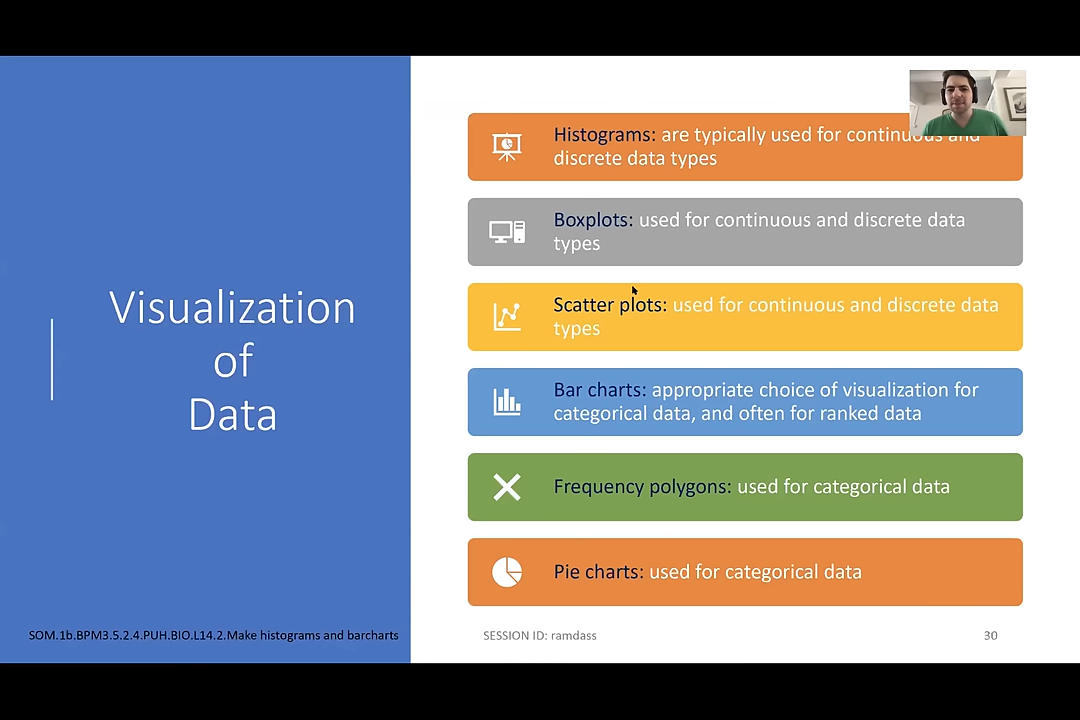 Visualization
of
Data
Histograms: are typically used for continuous and
discrete data types
Boxplots: used for continuous and discrete data
types
Scatter plots: used for continuous and discrete data
types
Bar charts: appropriate choice of visualization for
categorical data, and often for ranked data
Frequency polygons: used for categorical data
Pie charts: used for categorical data
SOM.1b.BPM3.5.2.4.PUH.BIO.L14.2.Make histograms and barcharts
SESSION ID: ramdass
30